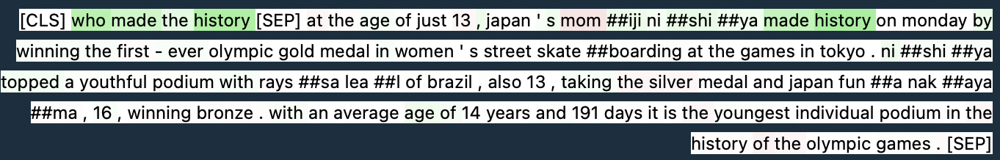 [CLS] who made the history [SEP] at the age of just 13 , japan ' s mom ##iji ni ##shi ##ya made history on monday by
winning the first - ever olympic gold medal in women ' s street skate ##boarding at the games in tokyo . ni ##shi ##ya
topped a youthful podium with rays ##sa lea ##l of brazil , also 13 , taking the silver medal and japan fun ##a nak ##aya
##ma , 16 , winning bronze . with an average age of 14 years and 191 days it is the youngest individual podium in the
history of the olympic games . [SEP]